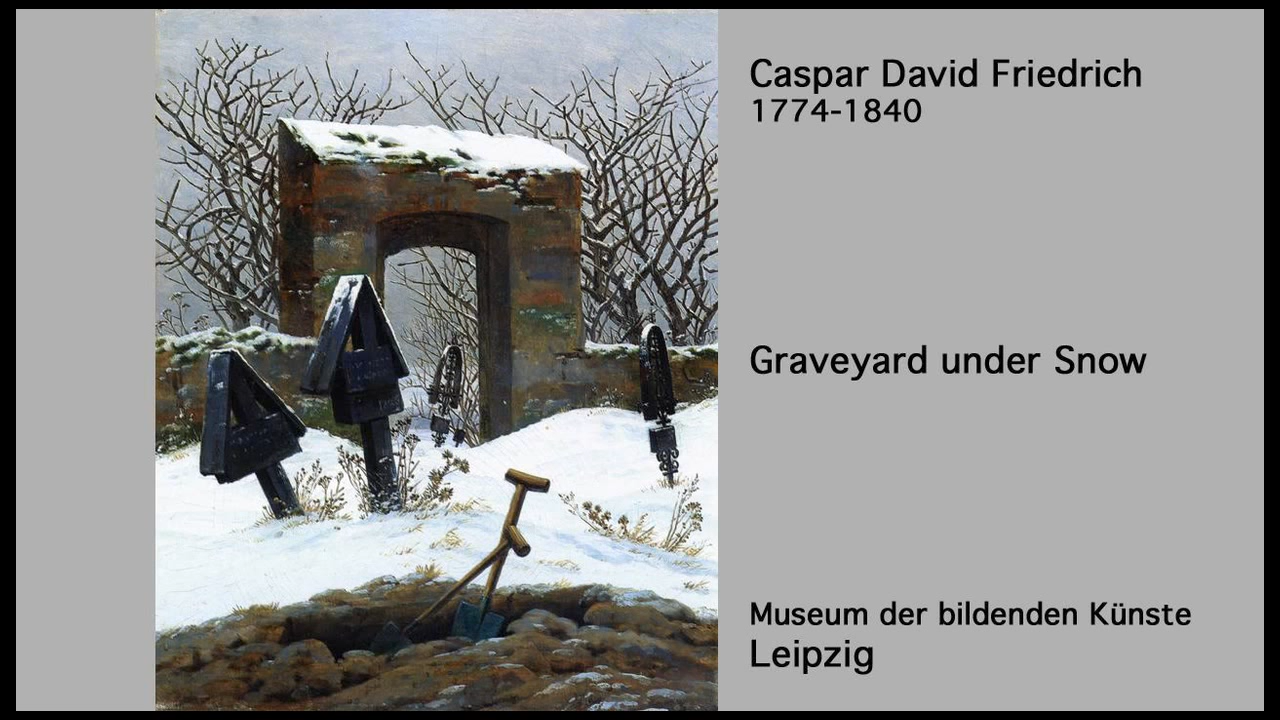 Caspar David Friedrich
1774-1840
Graveyard under Snow
Museum der bildenden Künste
Leipzig